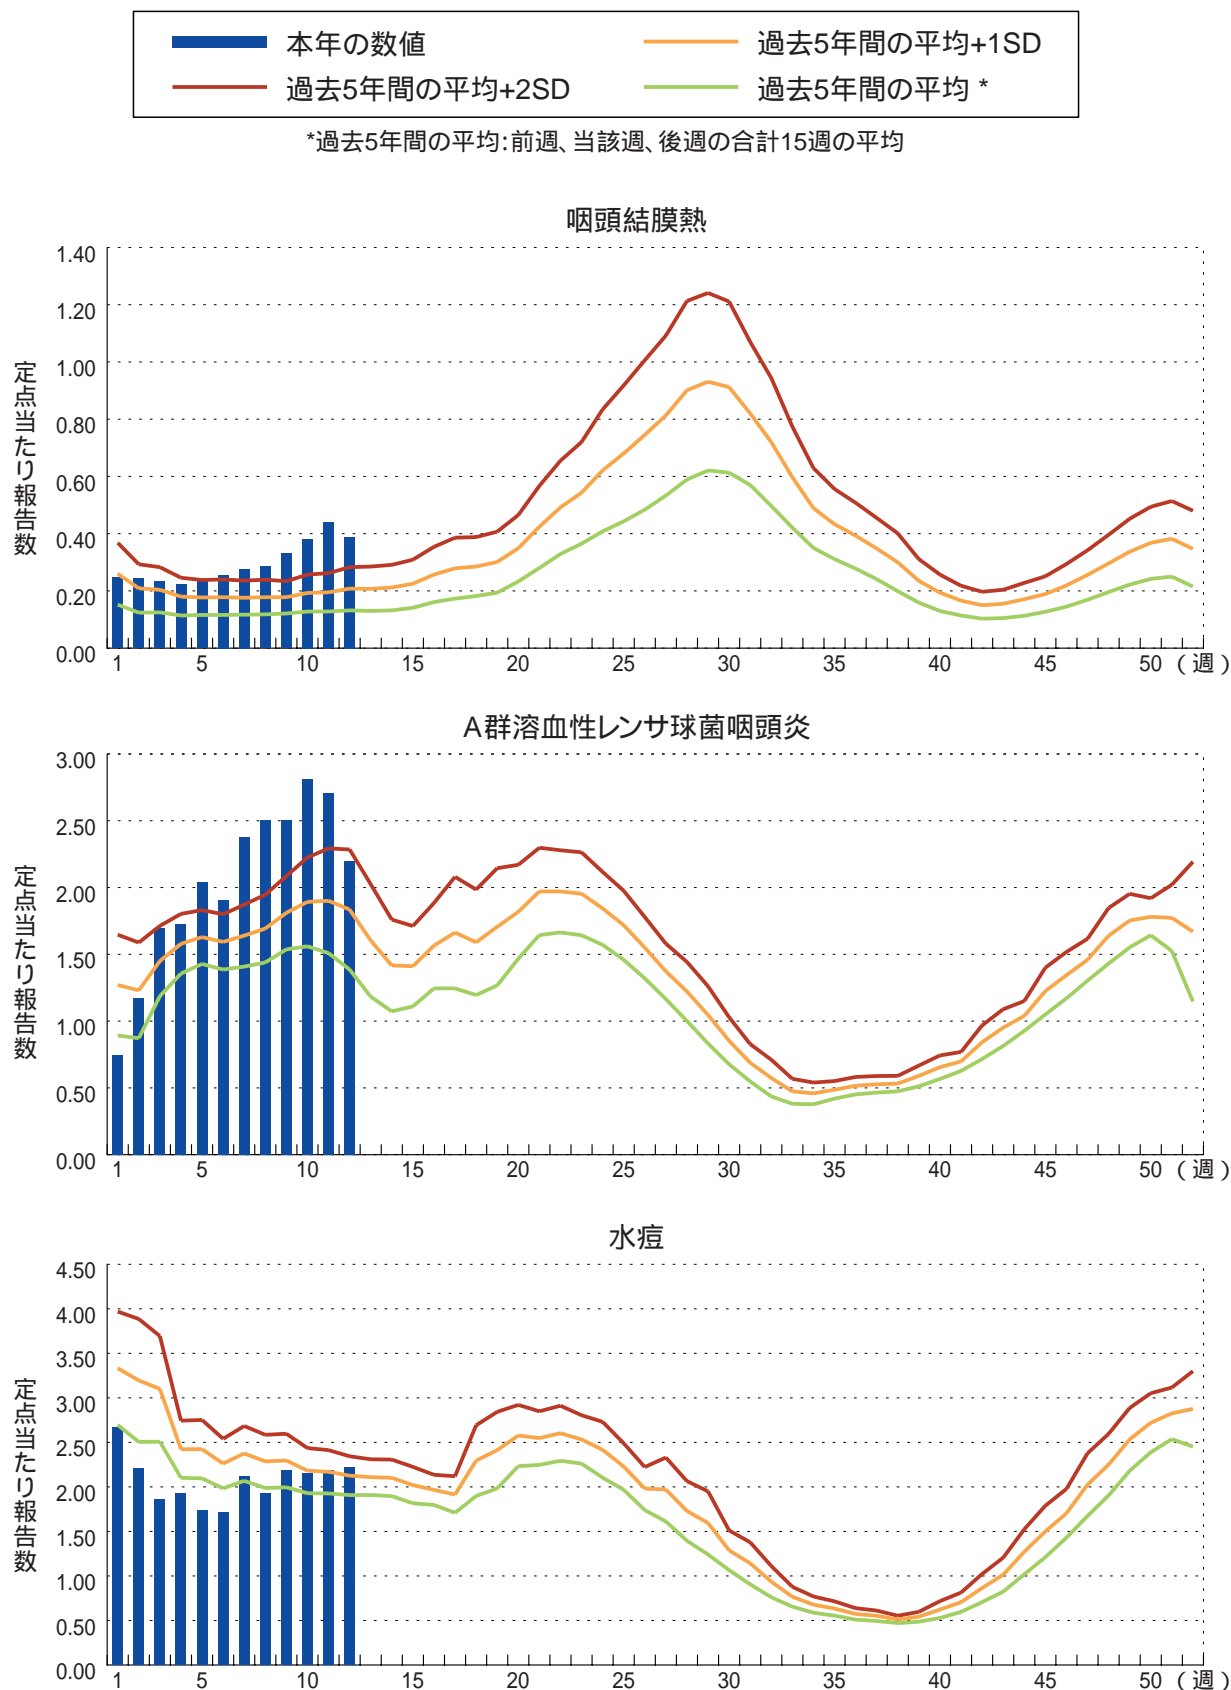 本年の数値
過去5年間の平均+1SD
過去5年間の平均+2SD
過去5年間の平均 *
*過去5年間の平均：前週、当該週、後週の合計15週の平均
咽頭結膜熱
定点当たり報告数
1.40
1.20
1.00
0.80
0.60
0.40
0.20
0.00
1 5 10 15 20 25 30 35 40 45 50 (週)
A群溶血性レンサ球菌咽頭炎
定点当たり報告数
3.00
2.50
2.00
1.50
1.00
0.50
0.00
1 5 10 15 20 25 30 35 40 45 50 (週)
水痘
定点当たり報告数
4.50
4.00
3.50
3.00
2.50
2.00
1.50
1.00
0.50
0.00
1 5 10 15 20 25 30 35 40 45 50 (週)